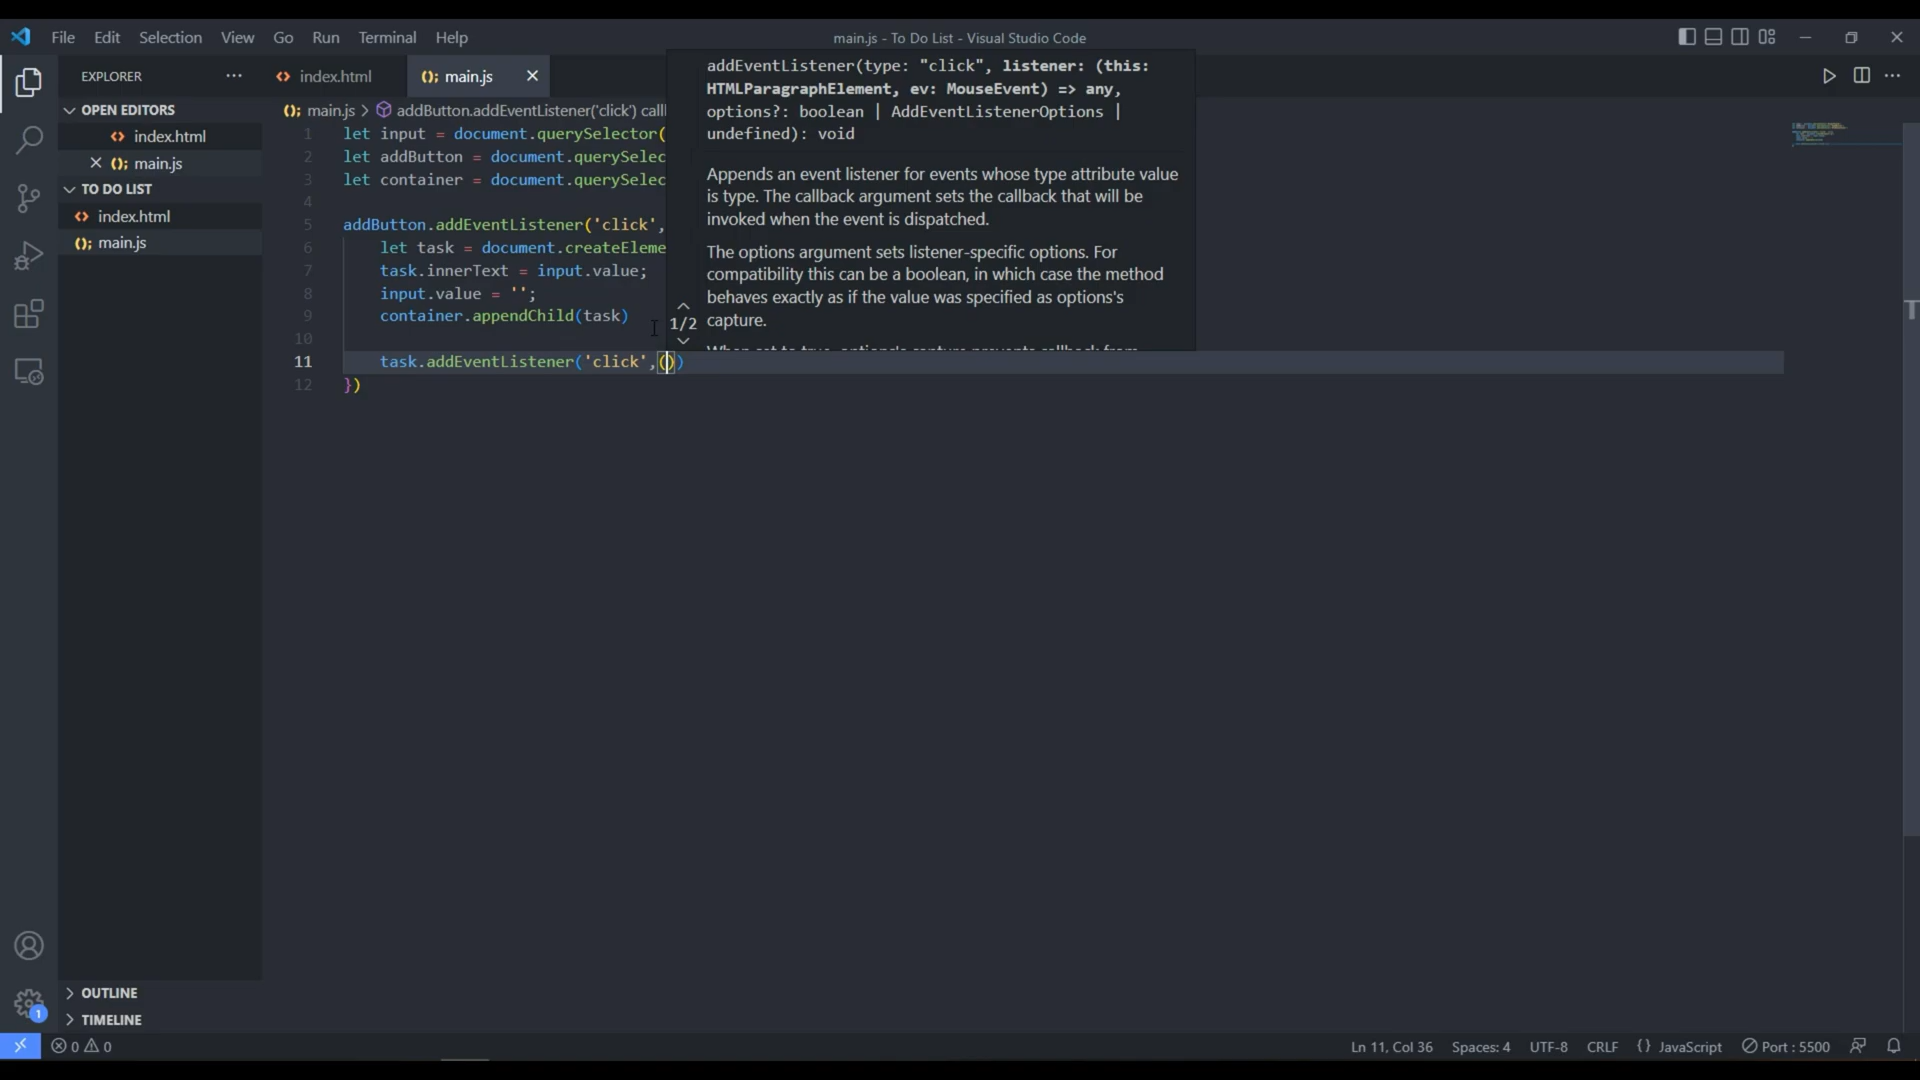 File Edit Selection View Go Run Terminal Help
main.js - To Do List - Visual Studio Code
EXPLORER
OPEN EDITORS
index.html
main.js
TO DO LIST
index.html
main.js
OUTLINE
TIMELINE
index.html main.js
main.js > addButton.addEventListener('click') call
1 let input = document.querySelector(
2 let addButton = document.querySelec
3 let container = document.querySelec
4
5 addButton.addEventListener('click',
6 let task = document.createEleme
7 task.innerText = input.value;
8 input.value = '';
9 container.appendChild(task)
10
11 task.addEventListener('click',())
12 })
addEventListener(type: "click", listener: (this:
HTMLParagraphElement, ev: MouseEvent) => any,
options?: boolean | AddEventListenerOptions |
undefined): void
Appends an event listener for events whose type attribute value
is type. The callback argument sets the callback that will be
invoked when the event is dispatched.
The options argument sets listener-specific options. For
compatibility this can be a boolean, in which case the method
behaves exactly as if the value was specified as options's
capture.
1/2
1
0 0
Ln 11, Col 36 Spaces: 4 UTF-8 CRLF {} JavaScript Port : 5500